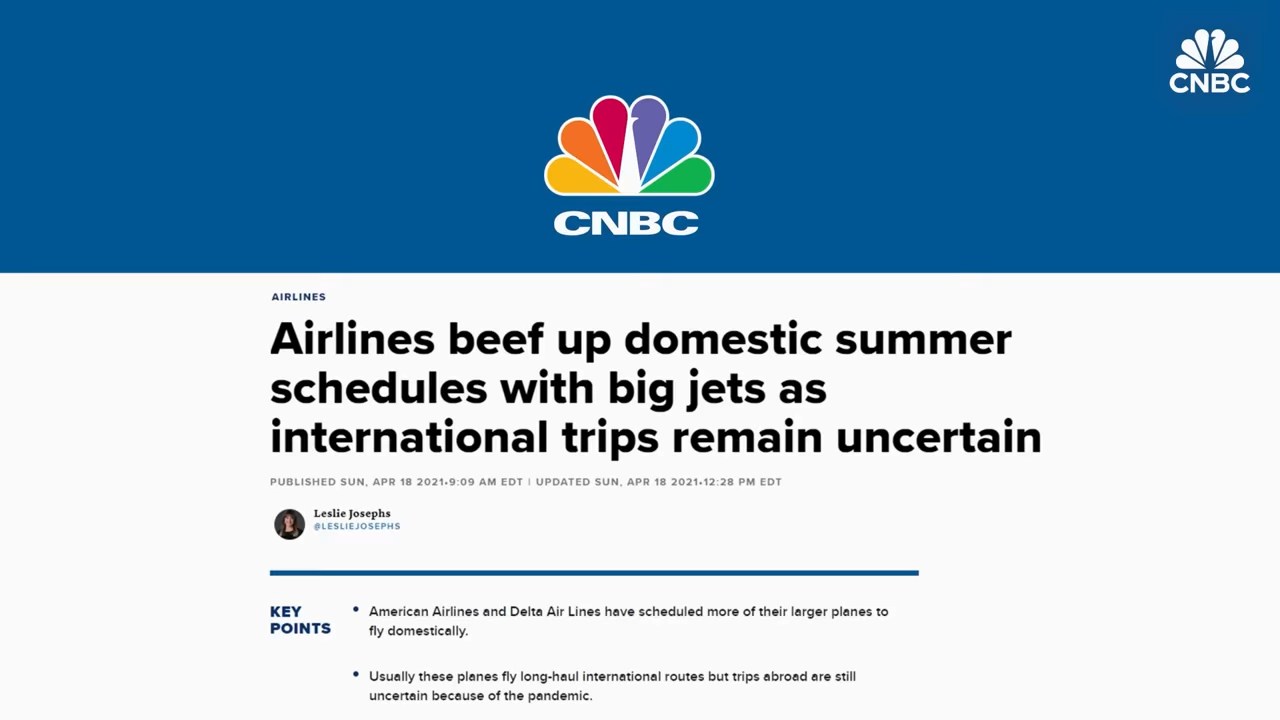 CNBC
CNBC
AIRLINES
Airlines beef up domestic summer
schedules with big jets as
international trips remain uncertain
PUBLISHED SUN, APR 18 2021•9:09 AM EDT | UPDATED SUN, APR 18 2021•12:28 PM EDT
Leslie Josephs
@LESLIEJOSEPHS
KEY
POINTS
• American Airlines and Delta Air Lines have scheduled more of their larger planes to
fly domestically.
• Usually these planes fly long-haul international routes but trips abroad are still
uncertain because of the pandemic.